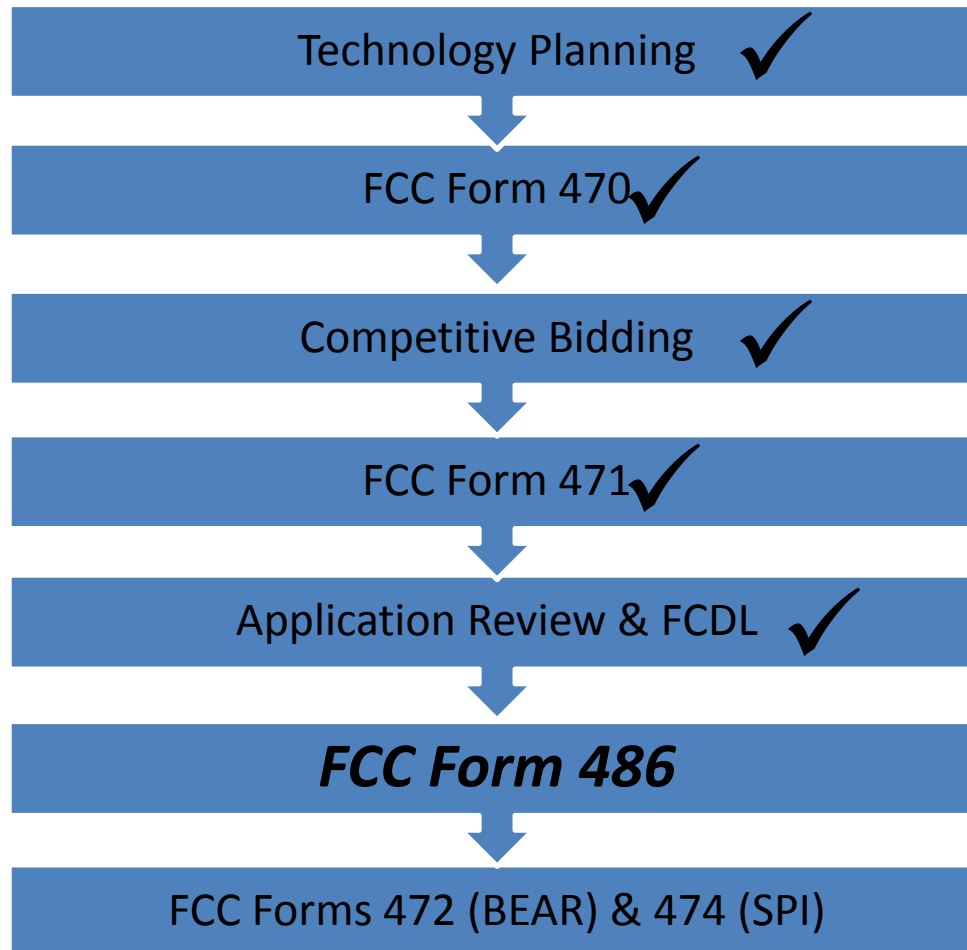 Technology Planning
FCC Form 470
Competitive Bidding
FCC Form 471
Application Review & FCDL
FCC Form 486
FCC Forms 472 (BEAR) & 474 (SPI)